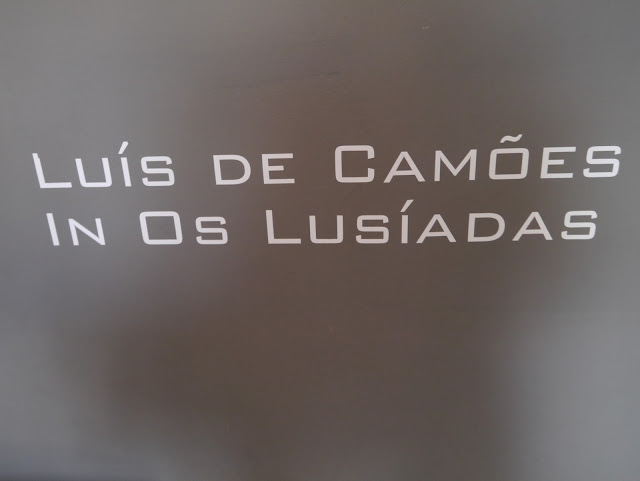 Luís de Camões
In Os Lusíadas